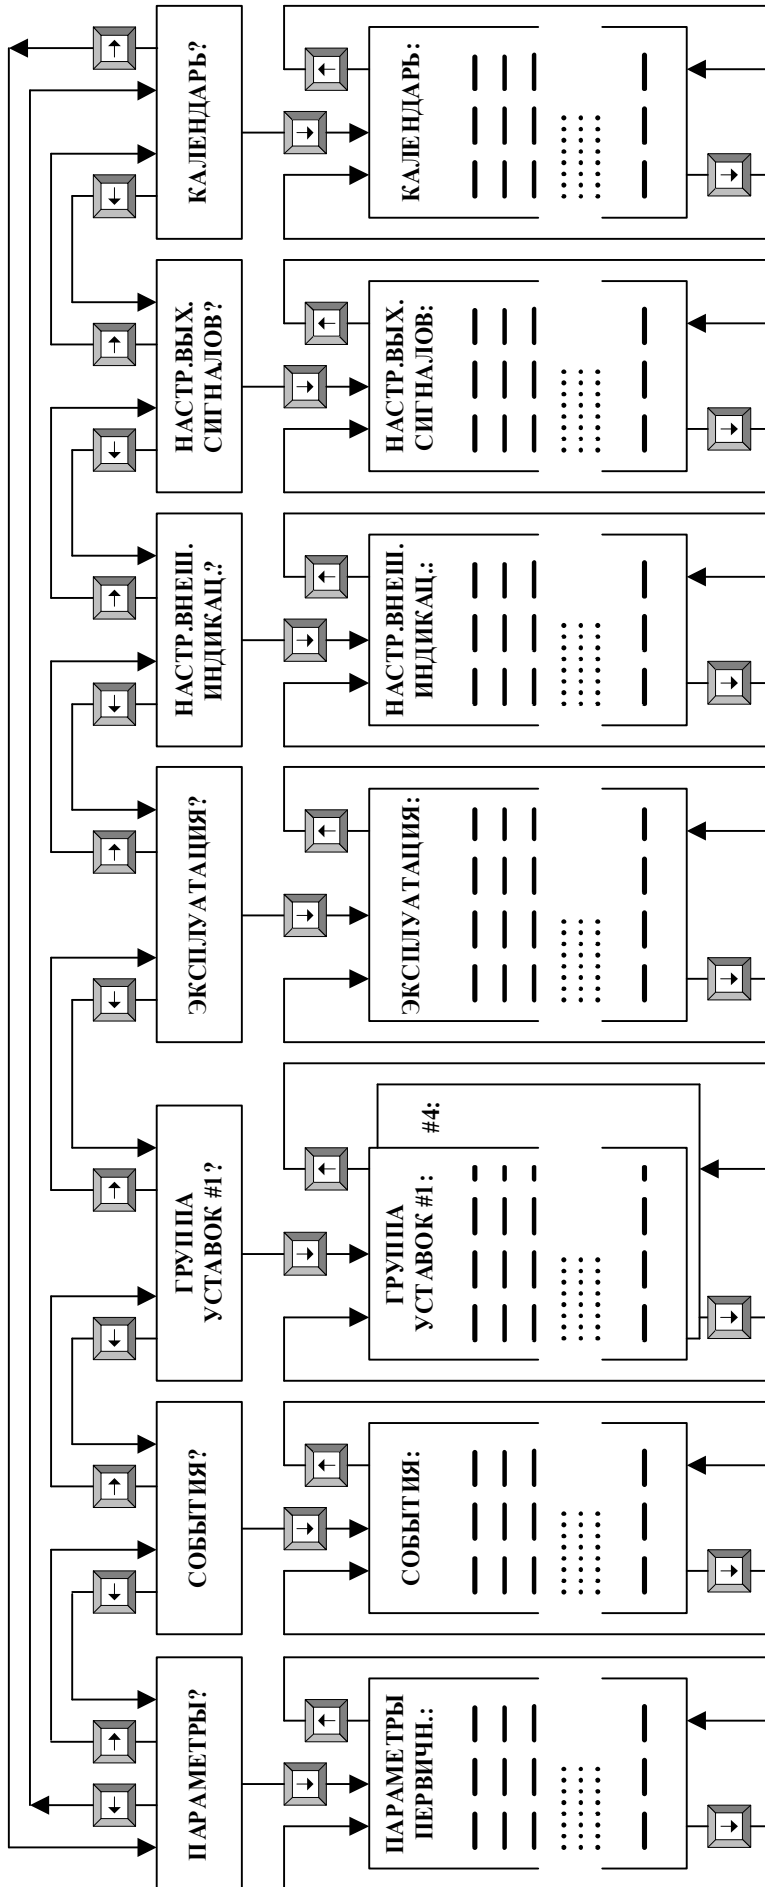 ПАРАМЕТРЫ?
СОБЫТИЯ?
ГРУППА
УСТАВОК #1?
ЭКСПЛУАТАЦИЯ?
НАСТР.ВНЕШ.
ИНДИКАЦ.?
НАСТР.ВЫХ.
СИГНАЛОВ?
КАЛЕНДАРЬ?
ПАРАМЕТРЫ
ПЕРВИЧН.:
СОБЫТИЯ:
ГРУППА
УСТАВОК #1:
#4:
ЭКСПЛУАТАЦИЯ:
НАСТР.ВНЕШ.
ИНДИКАЦ.:
НАСТР.ВЫХ.
СИГНАЛОВ:
КАЛЕНДАРЬ: